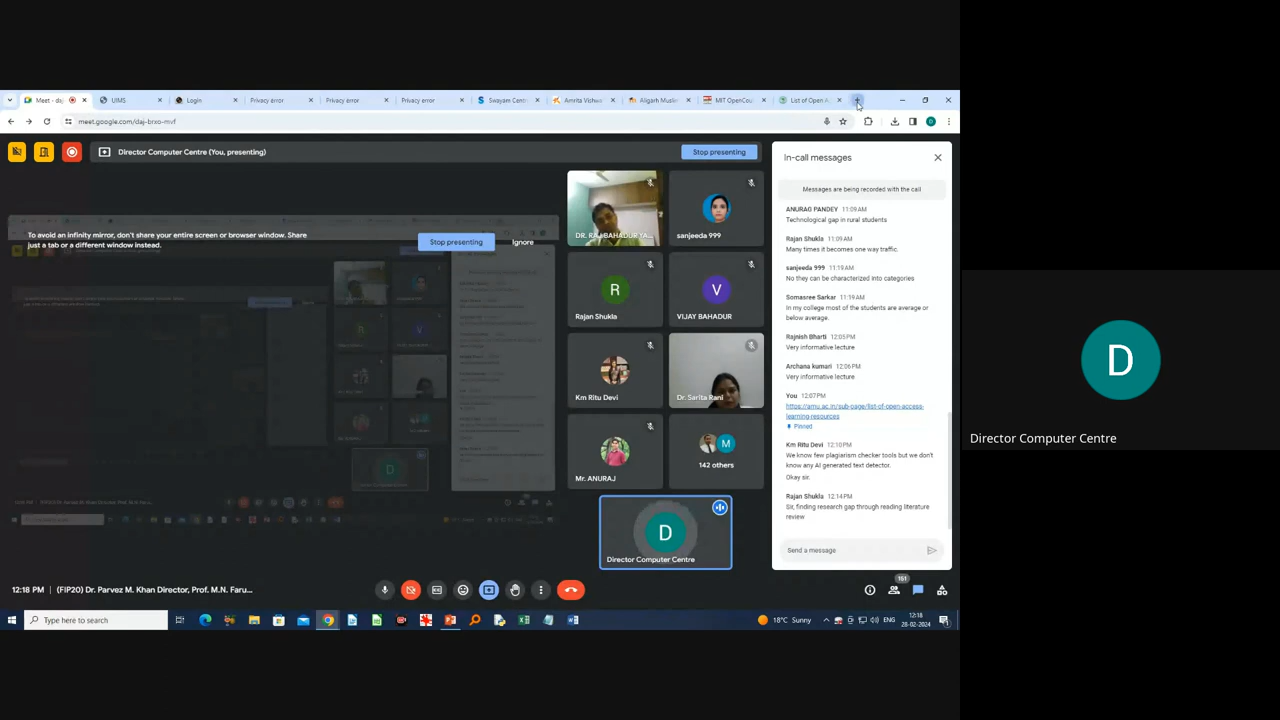 Meet - daj
UIMS
Login
Privacy error
Privacy error
Privacy error
Swayam Centr
Amrita Vishwa
Aligarh Muslim
MIT OpenCou
List of Open A
meet.google.com/daj-brxo-mvf
Director Computer Centre (You, presenting)
Stop presenting
To avoid an infinity mirror, don't share your entire screen or browser window. Share
just a tab or a different window instead.
Stop presenting
Ignore
DR. RAJ BAHADUR YA...
sanjeeda 999
R
Rajan Shukla
V
VIJAY BAHADUR
Km Ritu Devi
Dr. Sarita Rani
Mr. ANURAJ
M
142 others
D
Director Computer Centre
In-call messages
Messages are being recorded with the call
ANURAG PANDEY 11:09 AM
Technological gap in rural students
Rajan Shukla 11:09 AM
Many times it becomes one way traffic.
sanjeeda 999 11:19 AM
No they can be characterized into categories
Somasree Sarkar 11:19 AM
In my college most of the students are average or
below average.
Rajnish Bharti 12:05 PM
Very informative lecture
Archana kumari 12:06 PM
Very informative lecture
You 12:07 PM
https://amu.ac.in/sub-page/list-of-open-access-
learning-resources
Pinned
Km Ritu Devi 12:10 PM
We know few plagiarism checker tools but we don't
know any AI generated text detector.
Okay sir.
Rajan Shukla 12:14 PM
Sir, finding research gap through reading literature
review
Send a message
12:18 PM | (FIP20) Dr. Parvez M. Khan Director, Prof. M.N. Faru...
151
Type here to search
18°C Sunny
ENG
12:18
28-02-2024
D
Director Computer Centre